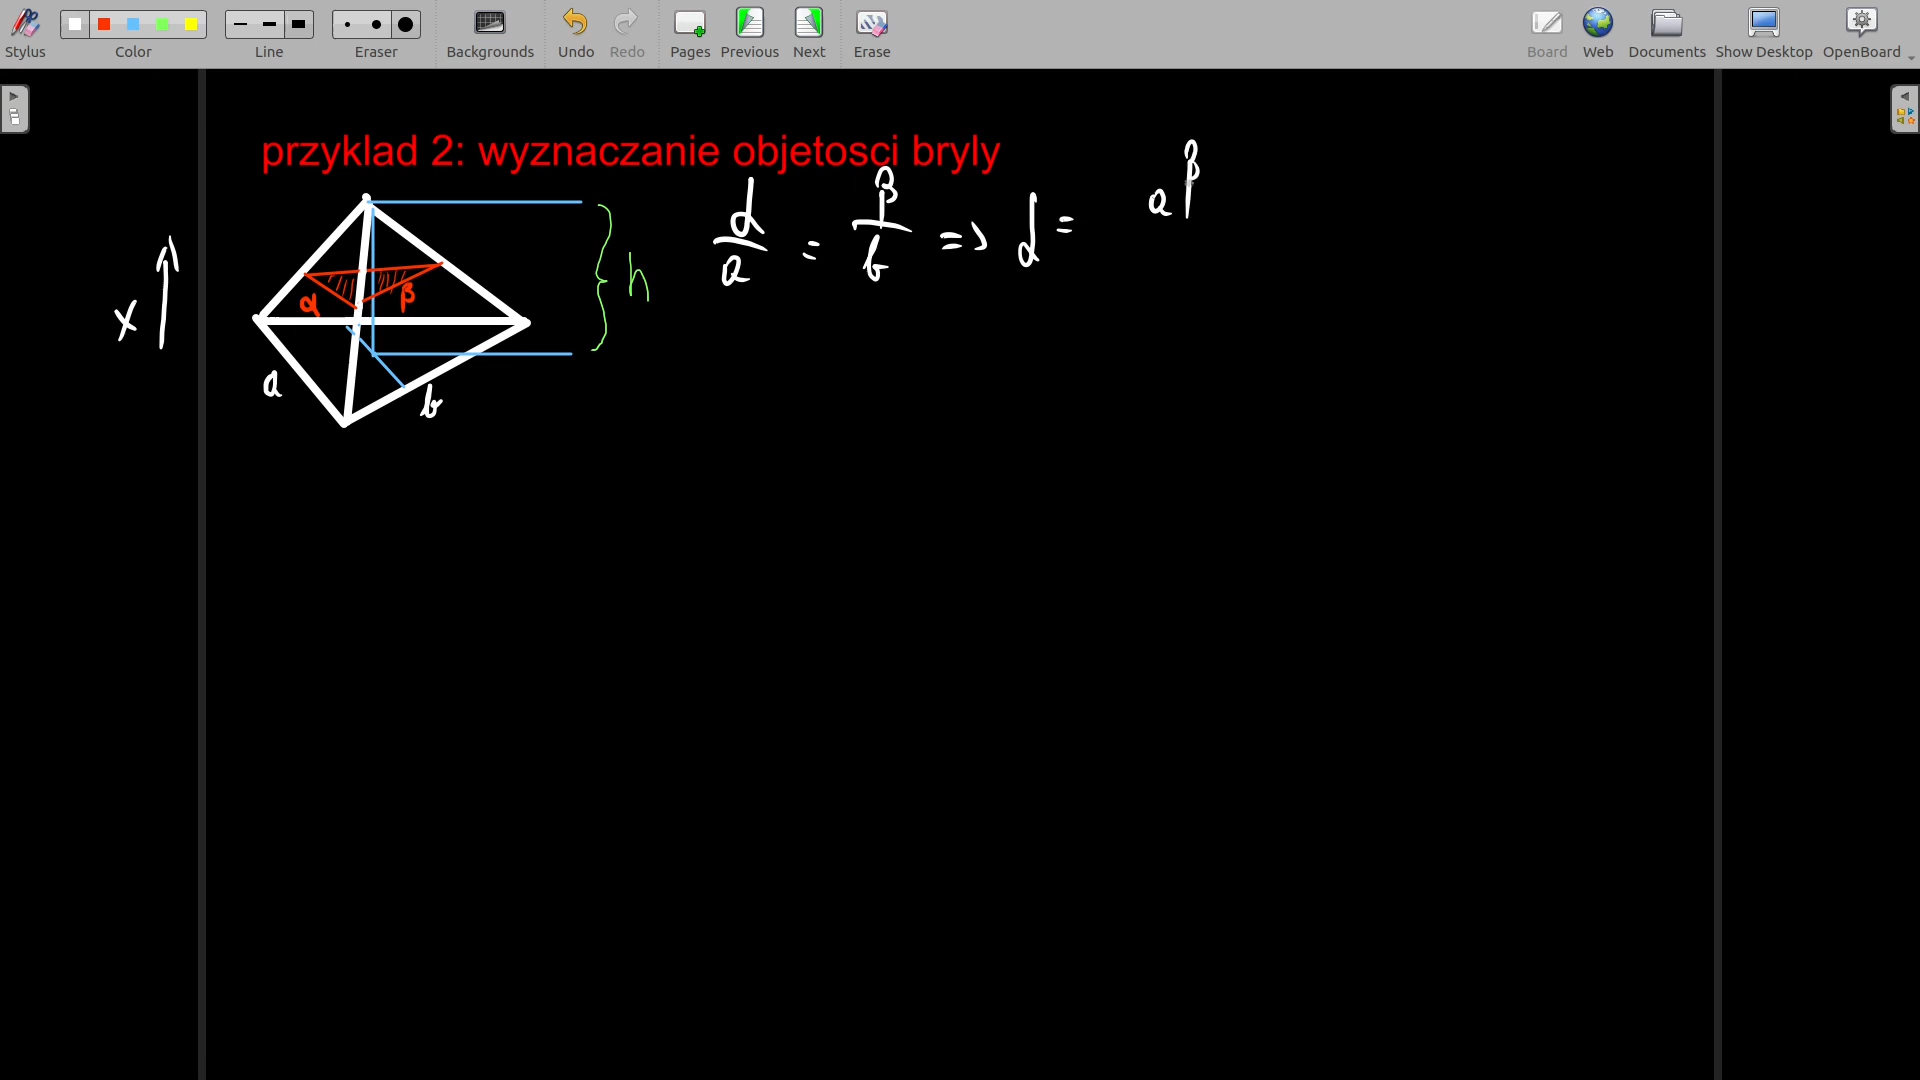 Stylus Color Line Eraser Backgrounds Undo Redo Pages Previous Next Erase Board Web Documents Show Desktop OpenBoard
przyklad 2: wyznaczanie objetosci bryly
α/a = β/b => α = aβ
x
h
α β
a
b